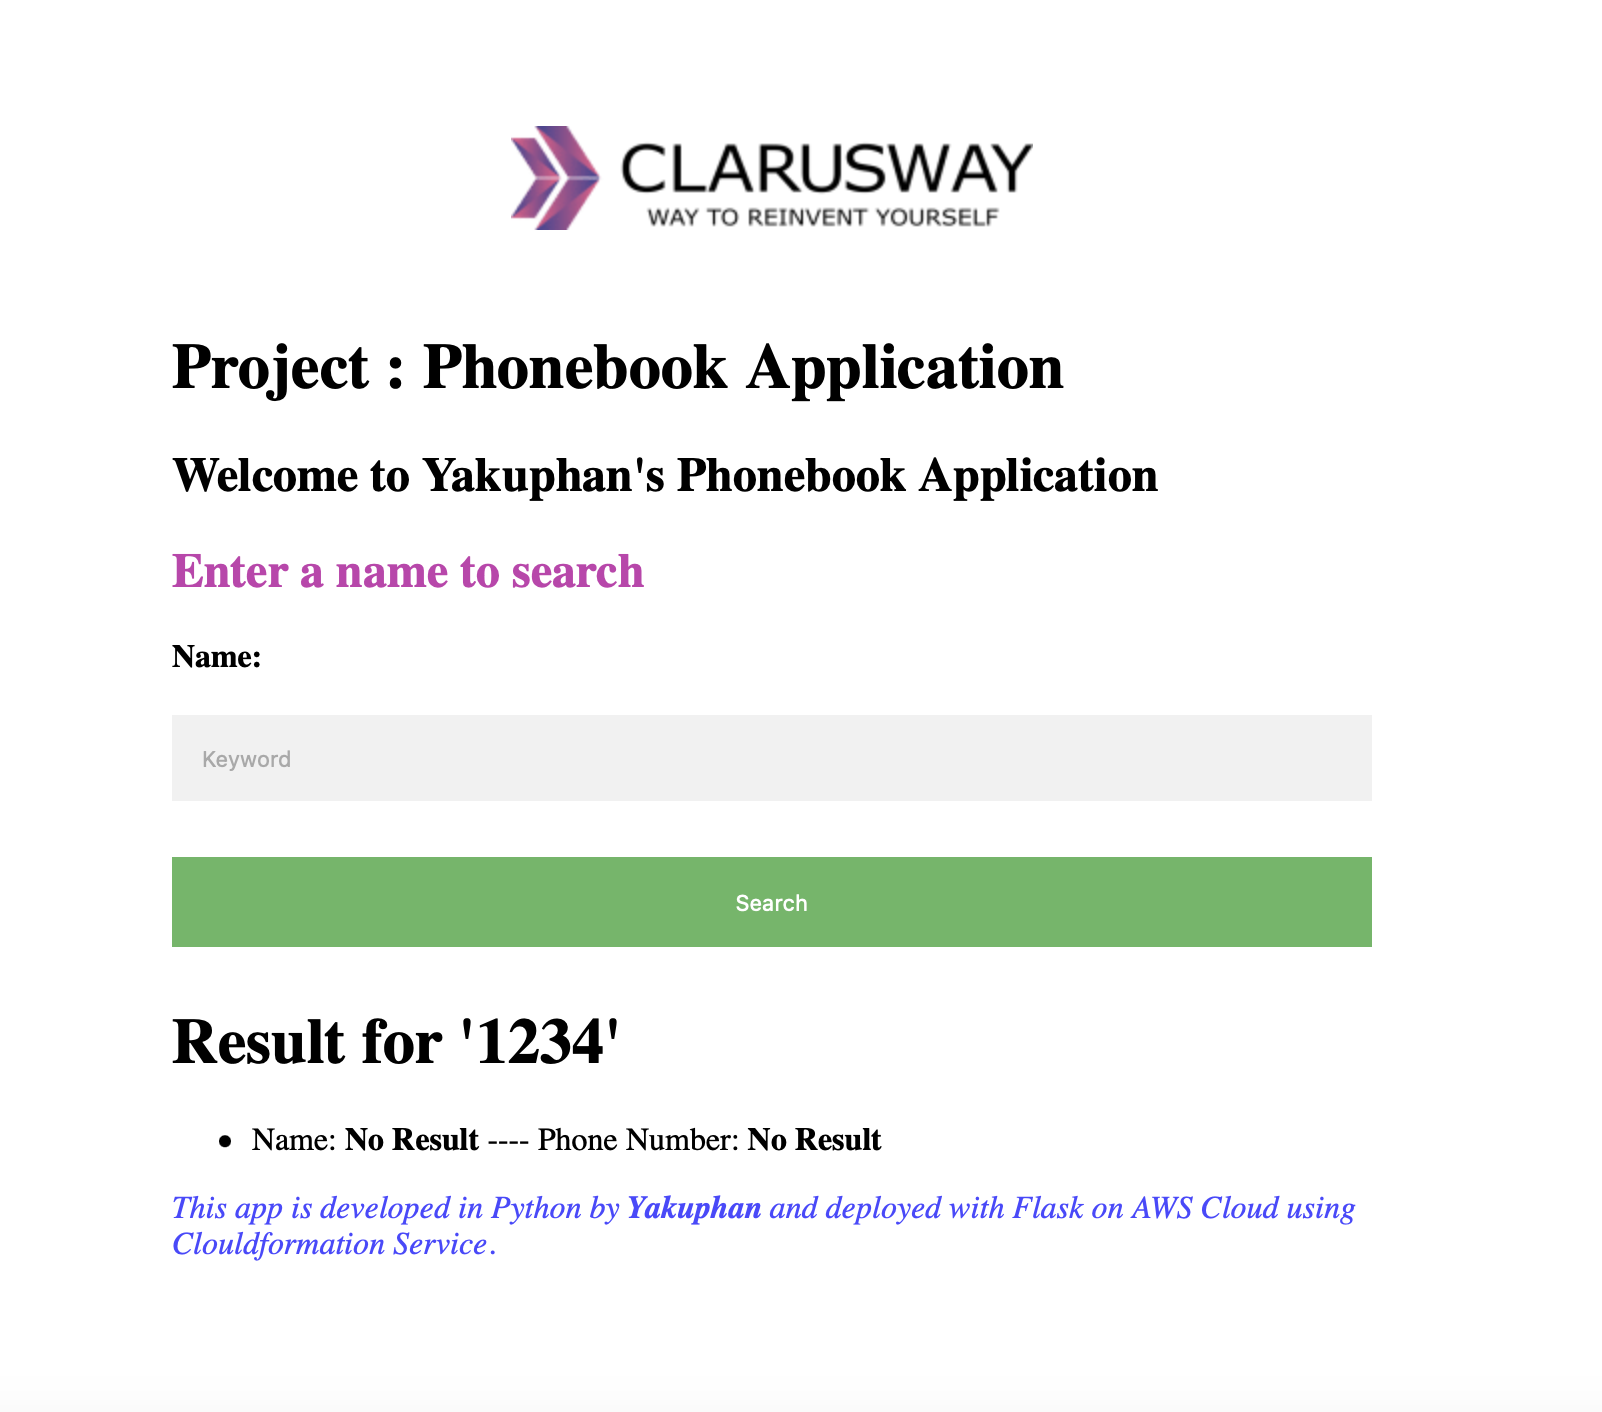 CLARUSWAY
WAY TO REINVENT YOURSELF
Project : Phonebook Application
Welcome to Yakuphan's Phonebook Application
Enter a name to search
Name:
Keyword
Search
Result for '1234'
• Name: No Result ---- Phone Number: No Result
This app is developed in Python by Yakuphan and deployed with Flask on AWS Cloud using
Clouldformation Service.